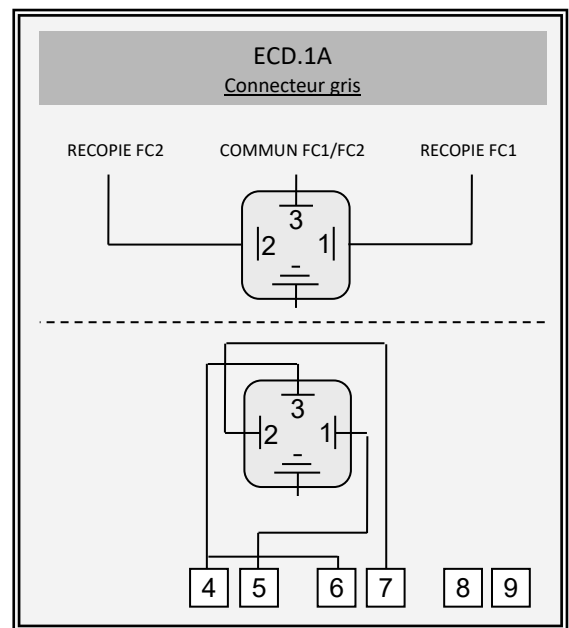 ECD.1A
Connecteur gris
RECOPIE FC2 COMMUN FC1/FC2 RECOPIE FC1
3
2 1
3
2 1
4 5 6 7 8 9